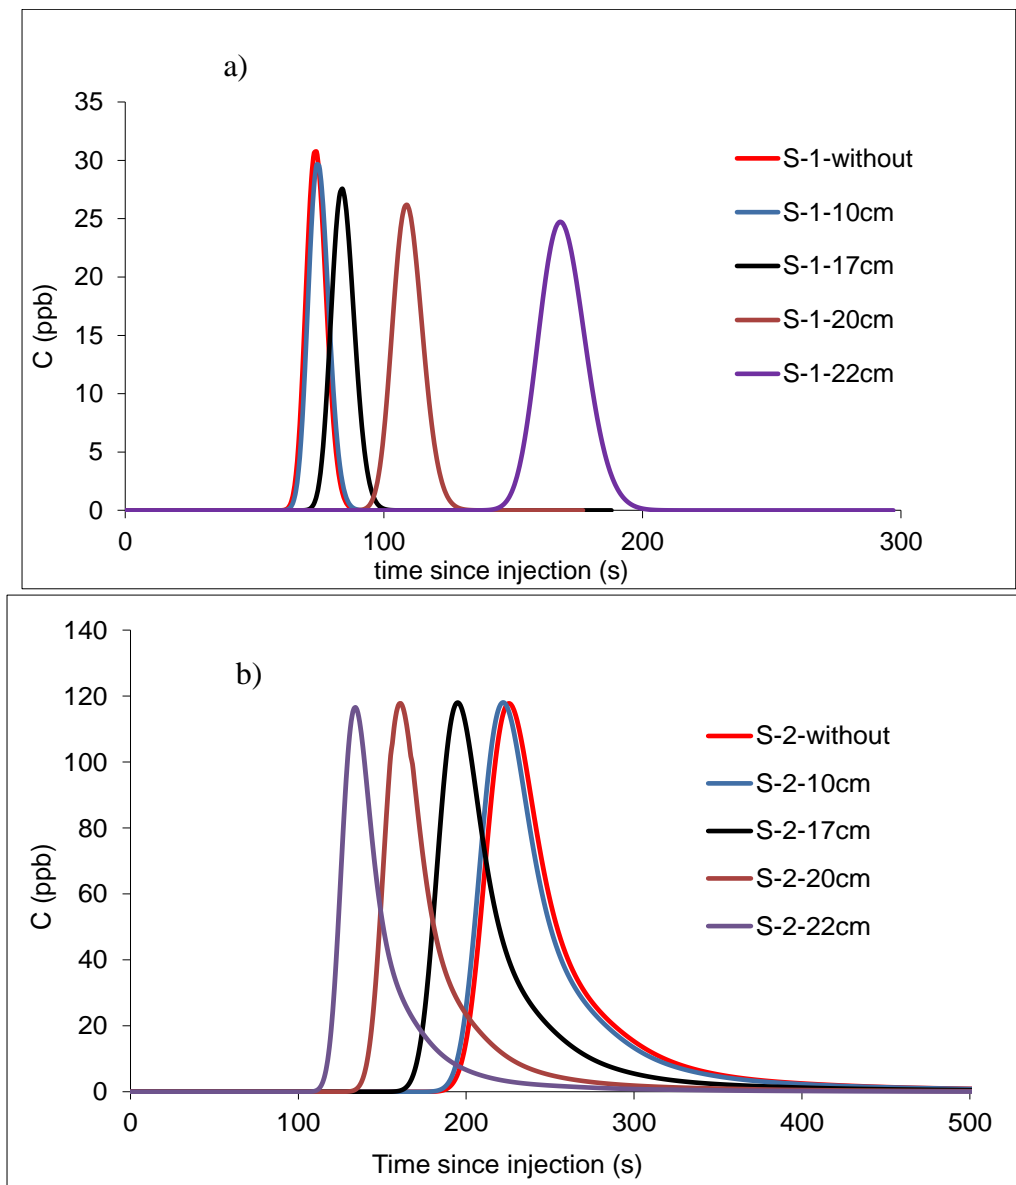 a)
35
30
25
20
15
10
5
0
C (ppb)
0 100 200 300
time since injection (s)
S-1-without
S-1-10cm
S-1-17cm
S-1-20cm
S-1-22cm
b)
140
120
100
80
60
40
20
0
C (ppb)
0 100 200 300 400 500
Time since injection (s)
S-2-without
S-2-10cm
S-2-17cm
S-2-20cm
S-2-22cm